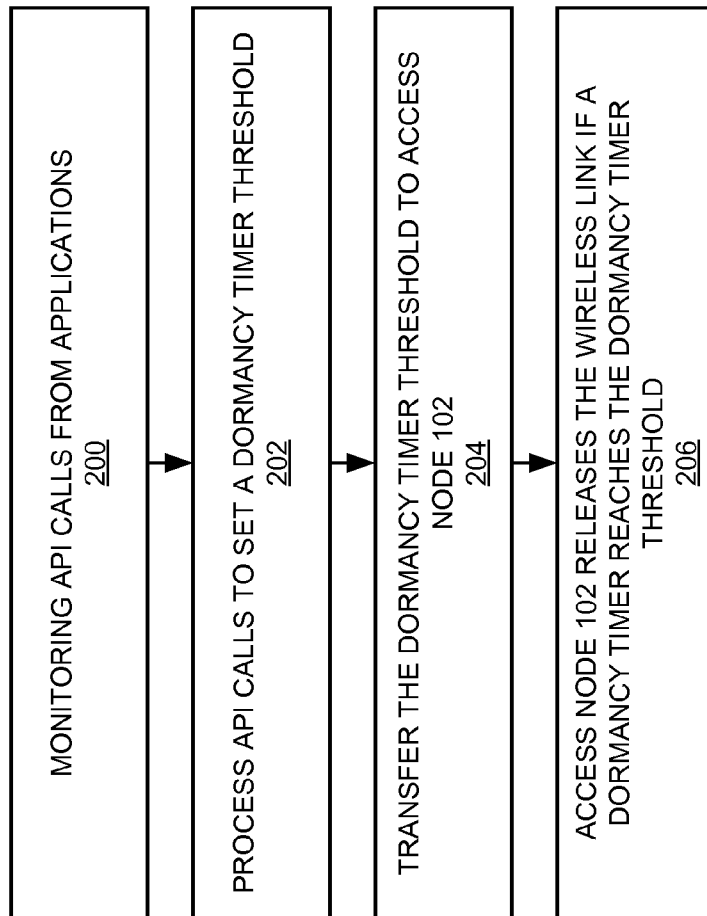 MONITORING API CALLS FROM APPLICATIONS
200
PROCESS API CALLS TO SET A DORMANCY TIMER THRESHOLD
202
TRANSFER THE DORMANCY TIMER THRESHOLD TO ACCESS
NODE 102
204
ACCESS NODE 102 RELEASES THE WIRELESS LINK IF A
DORMANCY TIMER REACHES THE DORMANCY TIMER
THRESHOLD
206